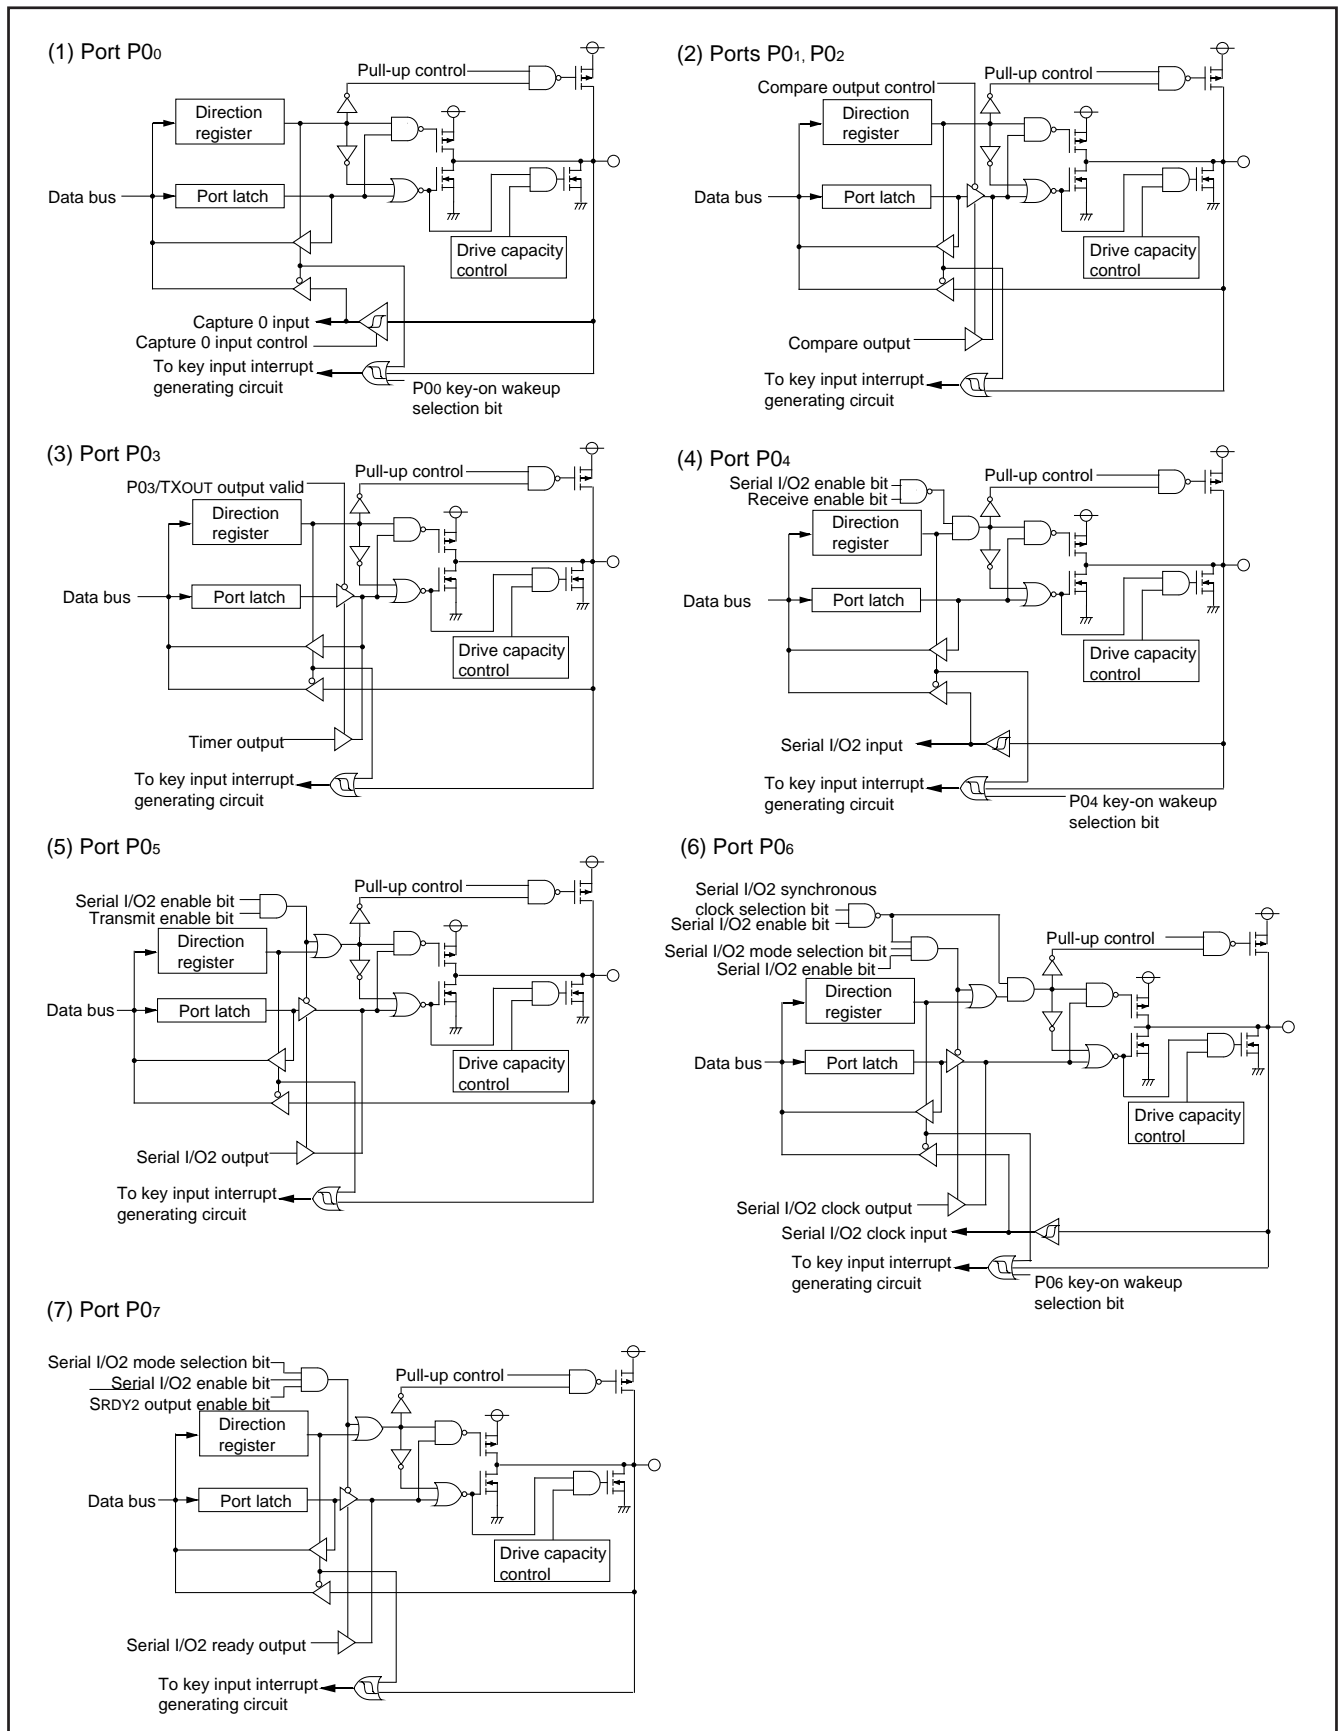 (1) Port P00
Pull-up control
Direction
register
Data bus
Port latch
Drive capacity
control
Capture 0 input
Capture 0 input control
To key input interrupt
generating circuit
P00 key-on wakeup
selection bit
(2) Ports P01, P02
Pull-up control
Compare output control
Direction
register
Data bus
Port latch
Drive capacity
control
Compare output
To key input interrupt
generating circuit
(3) Port P03
Pull-up control
P03/TXOUT output valid
Direction
register
Data bus
Port latch
Drive capacity
control
Timer output
To key input interrupt
generating circuit
(4) Port P04
Pull-up control
Serial I/O2 enable bit
Receive enable bit
Direction
register
Data bus
Port latch
Drive capacity
control
Serial I/O2 input
To key input interrupt
generating circuit
P04 key-on wakeup
selection bit
(5) Port P05
Pull-up control
Serial I/O2 enable bit
Transmit enable bit
Direction
register
Data bus
Port latch
Drive capacity
control
Serial I/O2 output
To key input interrupt
generating circuit
(6) Port P06
Serial I/O2 synchronous
clock selection bit
Serial I/O2 enable bit
Pull-up control
Serial I/O2 mode selection bit
Serial I/O2 enable bit
Direction
register
Data bus
Port latch
Drive capacity
control
Serial I/O2 clock output
Serial I/O2 clock input
To key input interrupt
generating circuit
P06 key-on wakeup
selection bit
(7) Port P07
Serial I/O2 mode selection bit
Pull-up control
Serial I/O2 enable bit
SRDY2 output enable bit
Direction
register
Data bus
Port latch
Drive capacity
control
Serial I/O2 ready output
To key input interrupt
generating circuit